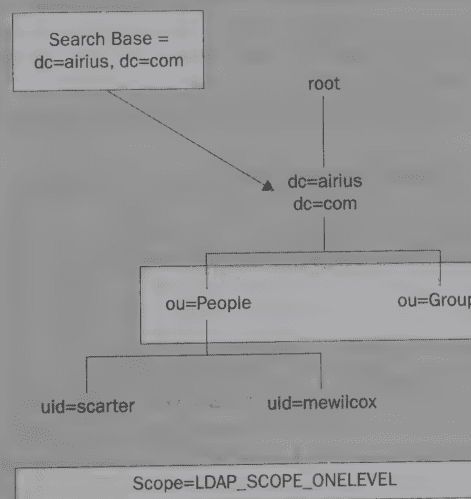 Search Base =
dc=airius, dc=com
root
dc=airius
dc=com
ou=People
ou=Group
uid=scarter
uid=mewilcox
Scope=LDAP_SCOPE_ONELEVEL